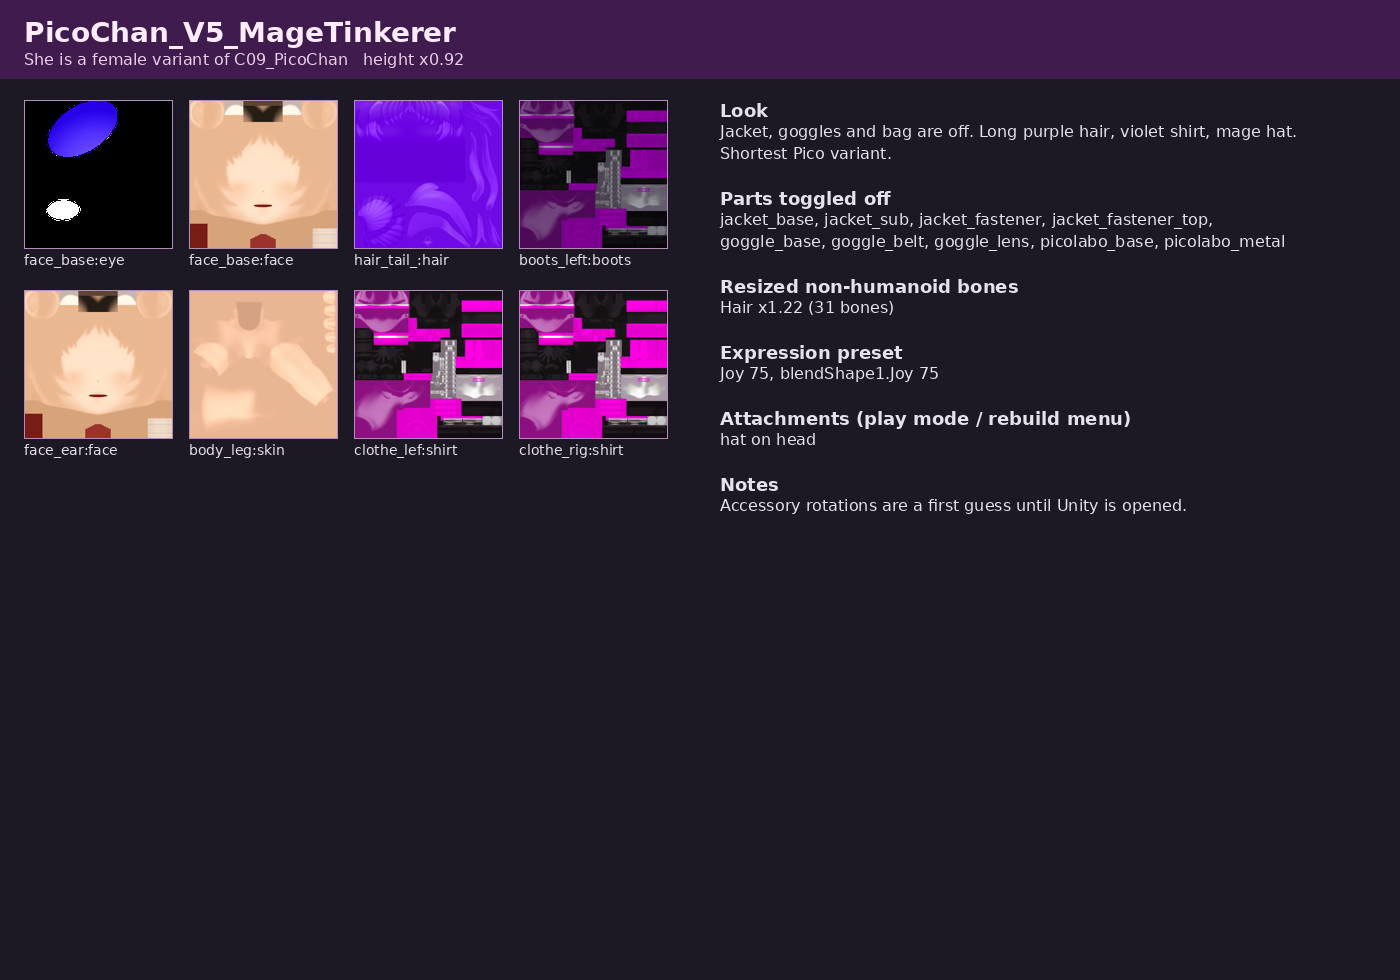 PicoChan_V5_MageTinkerer
She is a female variant of C09_PicoChan   height x0.92
face_base:eye
face_base:face
hair_tail_:hair
boots_left:boots
face_ear:face
body_leg:skin
clothe_lef:shirt
clothe_rig:shirt
Look
Jacket, goggles and bag are off. Long purple hair, violet shirt, mage hat.
Shortest Pico variant.
Parts toggled off
jacket_base, jacket_sub, jacket_fastener, jacket_fastener_top,
goggle_base, goggle_belt, goggle_lens, picolabo_base, picolabo_metal
Resized non-humanoid bones
Hair x1.22 (31 bones)
Expression preset
Joy 75, blendShape1.Joy 75
Attachments (play mode / rebuild menu)
hat on head
Notes
Accessory rotations are a first guess until Unity is opened.